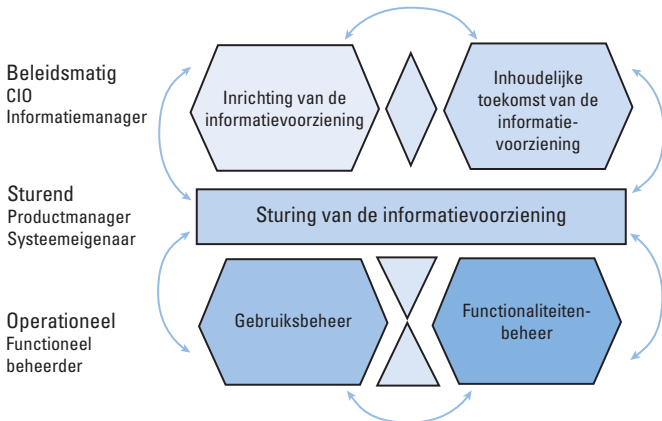 Beleidsmatig
CIO
Informatiemanager
Inrichting van de
informatievoorziening
Inhoudelijke
toekomst van de
informatie-
voorziening
Sturend
Productmanager
Systeemeigenaar
Sturing van de informatievoorziening
Operationeel
Functioneel
beheerder
Gebruiksbeheer
Functionaliteiten-
beheer